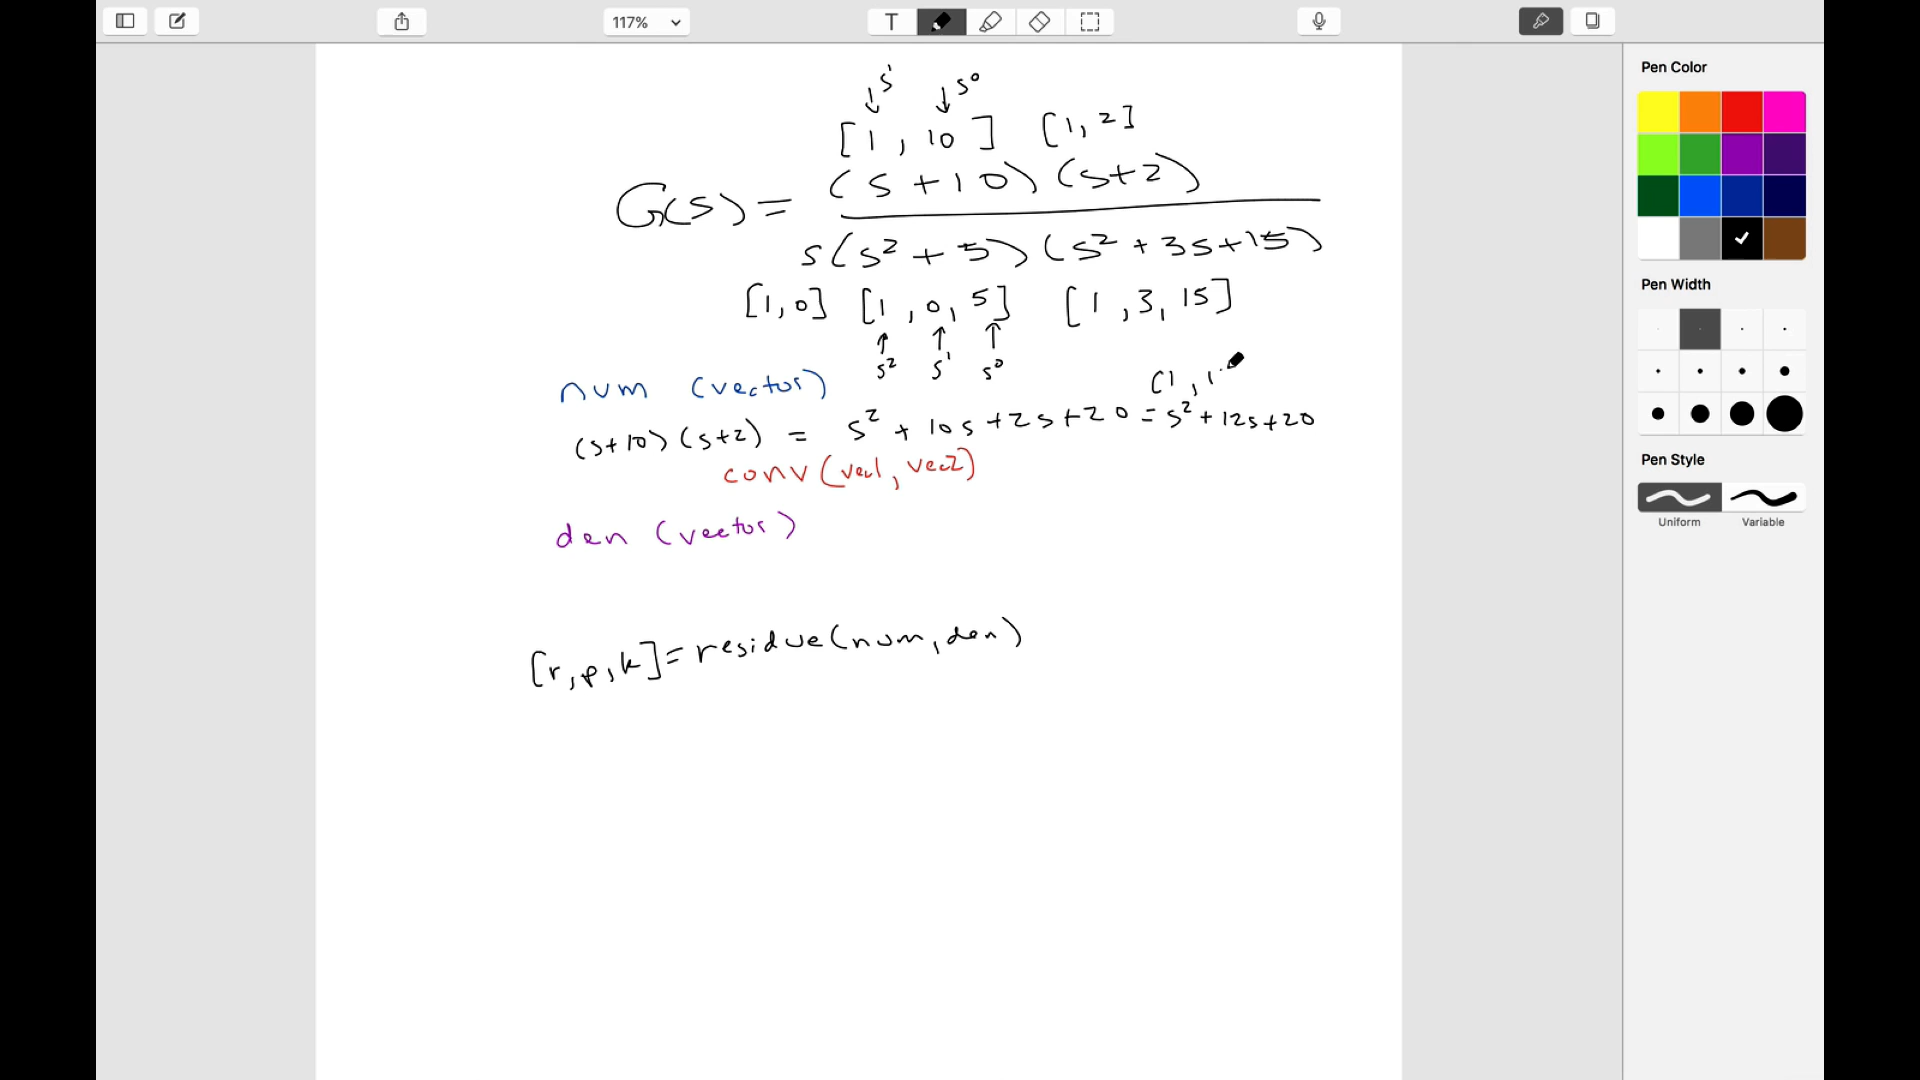 117%
T
Pen Color
Pen Width
Pen Style
Uniform Variable
s¹ s⁰
[1, 10] [1, 2]
G(s) = (s+10)(s+2)
s(s²+5)(s²+3s+15)
[1,0] [1,0,5] [1,3,15]
s² s¹ s⁰
num (vector)
[1, 1
(s+10)(s+2) = s²+10s+2s+20 = s²+12s+20
conv(vec1, vec2)
den (vector)
[r,p,k]=residue(num,den)